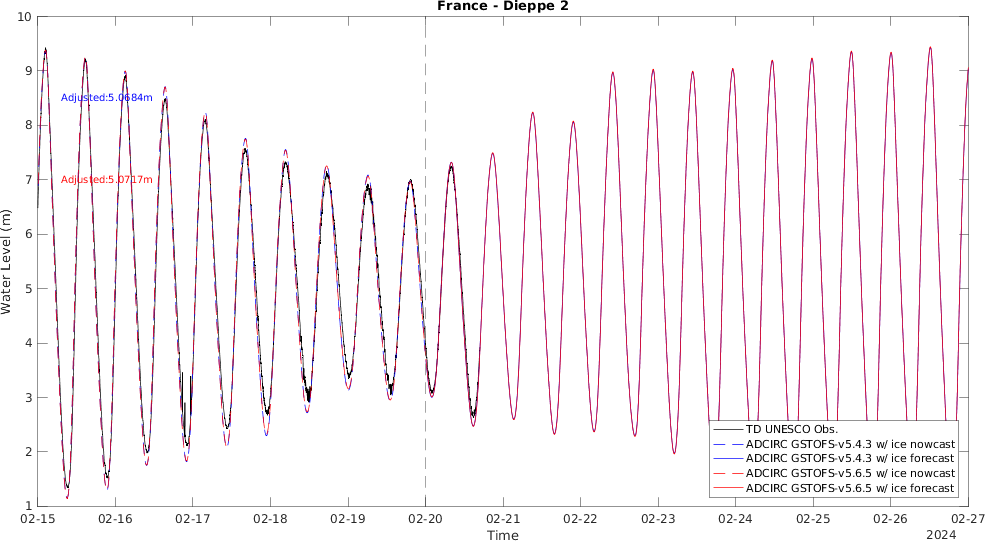 France - Dieppe 2
10
9
8
7
6
5
4
3
2
1
Water Level (m)
Adjusted:5.0684m
Adjusted:5.0717m
TD UNESCO Obs.
ADCIRC GSTOFS-v5.4.3 w/ ice nowcast
ADCIRC GSTOFS-v5.4.3 w/ ice forecast
ADCIRC GSTOFS-v5.6.5 w/ ice nowcast
ADCIRC GSTOFS-v5.6.5 w/ ice forecast
02-15 02-16 02-17 02-18 02-19 02-20 02-21 02-22 02-23 02-24 02-25 02-26 02-27
Time
2024